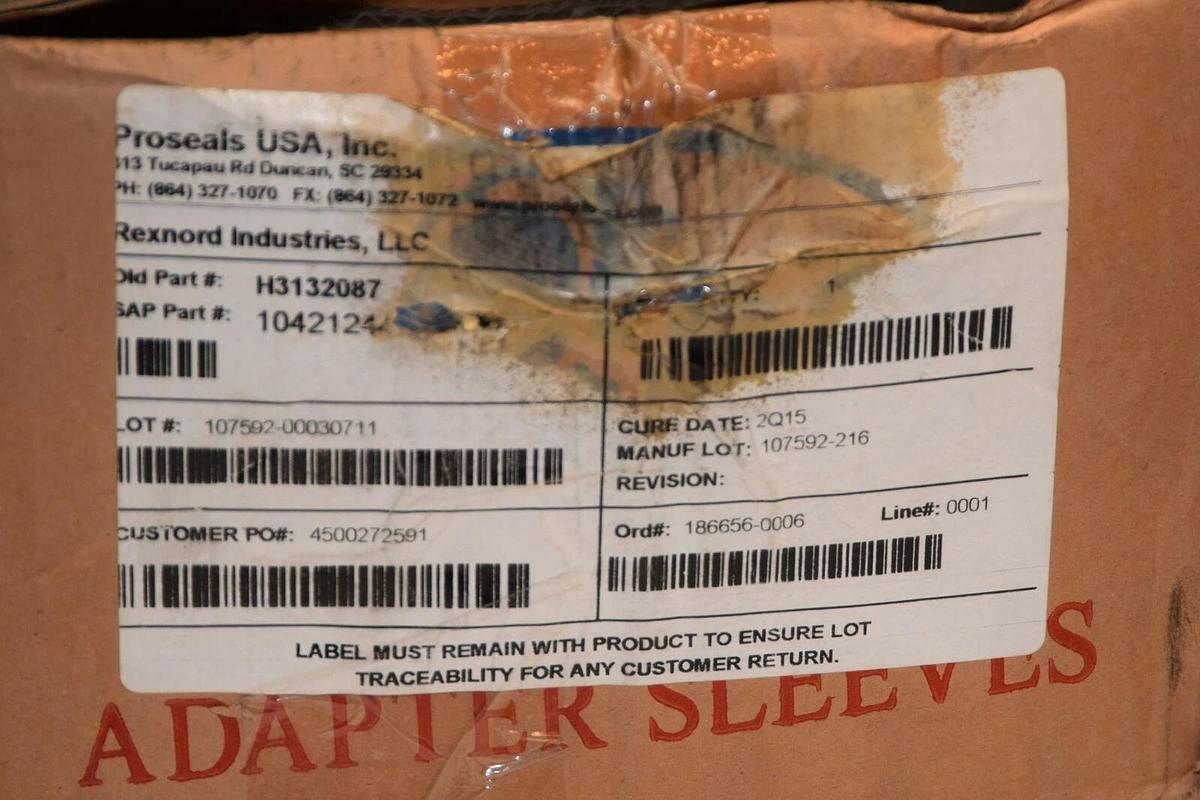 Proseals USA, Inc.
313 Tucapau Rd Duncan, SC 29334
PH: (864) 327-1070 FX: (864) 327-1072
Rexnord Industries, LLC
Old Part #: H3132087
SAP Part #: 1042124
1
LOT #: 107592-00030711
CURE DATE: 2Q15
MANUF LOT: 107592-216
REVISION:
CUSTOMER PO#: 4500272591
Ord#: 186656-0006 Line#: 0001
LABEL MUST REMAIN WITH PRODUCT TO ENSURE LOT
TRACEABILITY FOR ANY CUSTOMER RETURN.
ADAPTER SLEEVES